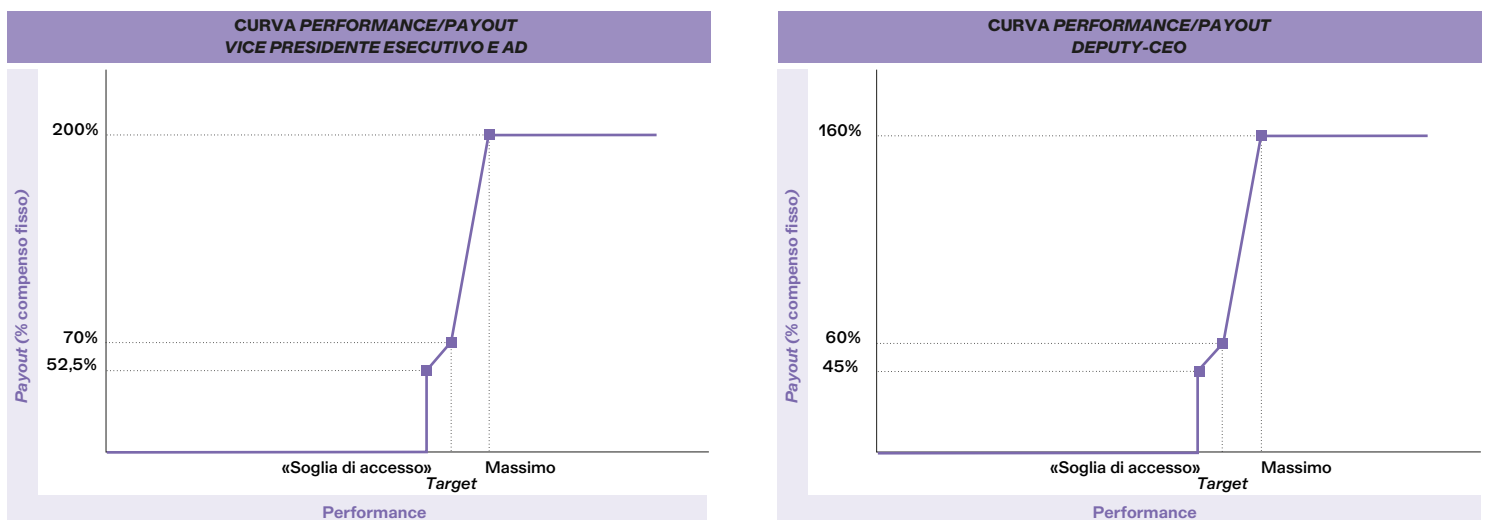 CURVA PERFORMANCE/PAYOUT
VICE PRESIDENTE ESECUTIVO E AD
200%
70%
52,5%
Payout (% compenso fisso)
«Soglia di accesso»
Massimo
Target
Performance
CURVA PERFORMANCE/PAYOUT
DEPUTY-CEO
160%
60%
45%
Payout (% compenso fisso)
«Soglia di accesso»
Massimo
Target
Performance